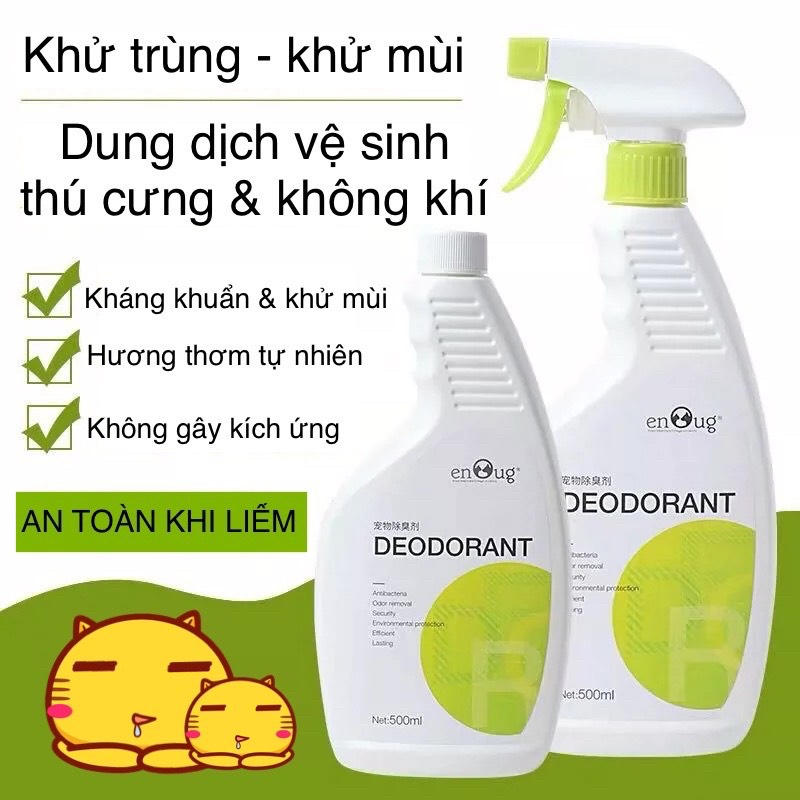 Khử trùng - khử mùi
Dung dịch vệ sinh
thú cưng & không khí
Kháng khuẩn & khử mùi
Hương thơm tự nhiên
Không gây kích ứng
AN TOÀN KHI LIẾM
enoug®
宠物除臭剂
DEODORANT
Antibacteria
Odor removal
Security
Environmental protection
Efficient
Lasting
R
Net:500ml
enoug®
宠物除臭剂
DEODORANT
R
Net:500ml